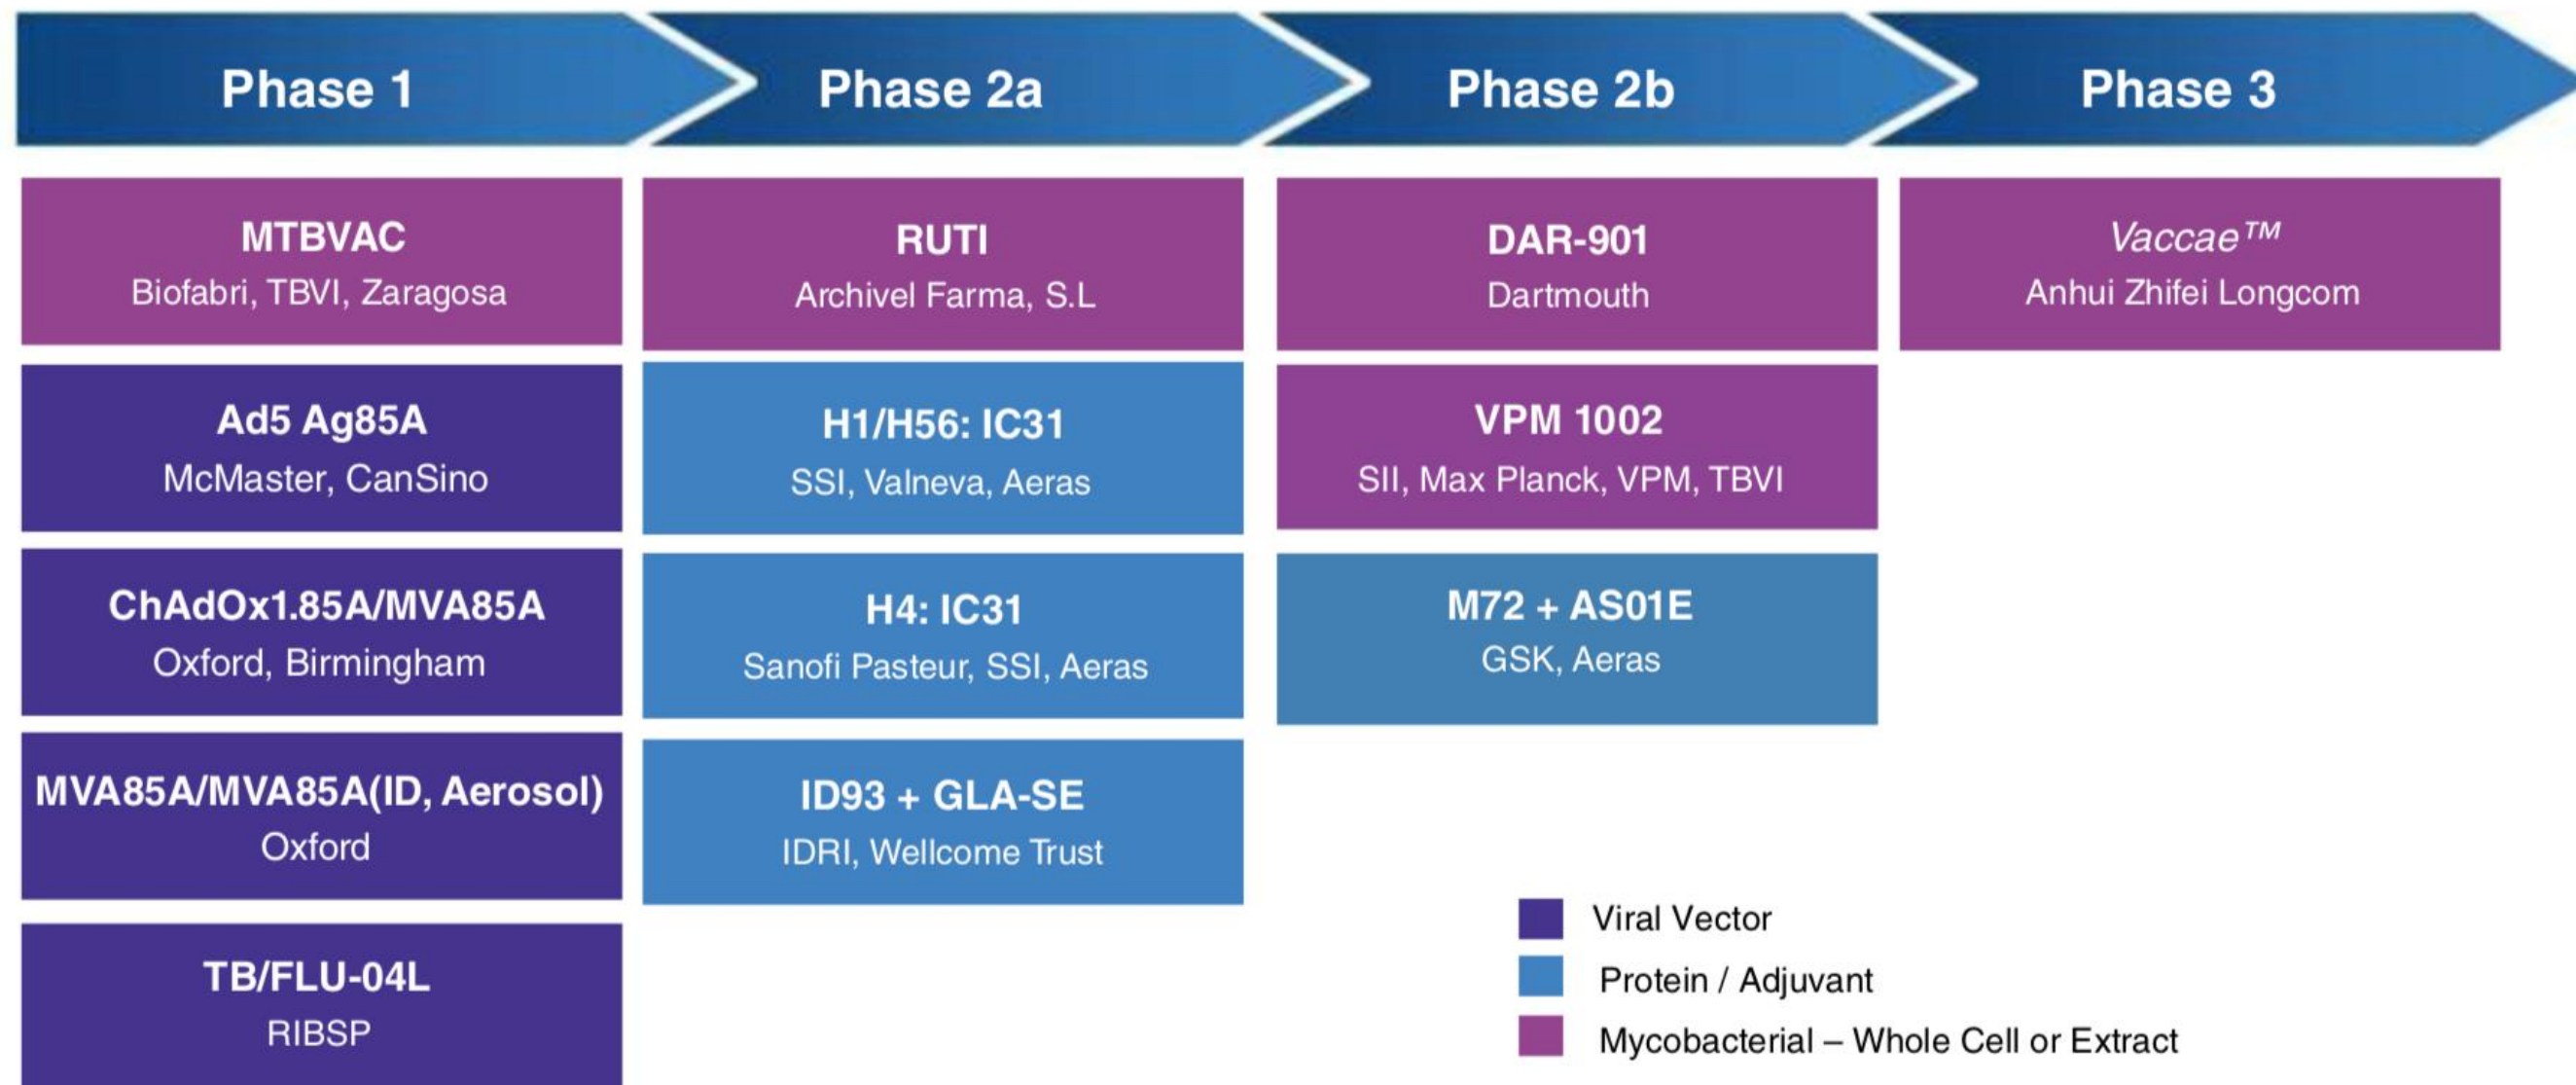 Phase 1
Phase 2a
Phase 2b
Phase 3
MTBVAC
Biofabri, TBVI, Zaragosa
RUTI
Archivel Farma, S.L
DAR-901
Dartmouth
Vaccae™
Anhui Zhifei Longcom
Ad5 Ag85A
McMaster, CanSino
H1/H56: IC31
SSI, Valneva, Aeras
VPM 1002
SII, Max Planck, VPM, TBVI
ChAdOx1.85A/MVA85A
Oxford, Birmingham
H4: IC31
Sanofi Pasteur, SSI, Aeras
M72 + AS01E
GSK, Aeras
MVA85A/MVA85A(ID, Aerosol)
Oxford
ID93 + GLA-SE
IDRI, Wellcome Trust
TB/FLU-04L
RIBSP
Viral Vector
Protein / Adjuvant
Mycobacterial – Whole Cell or Extract